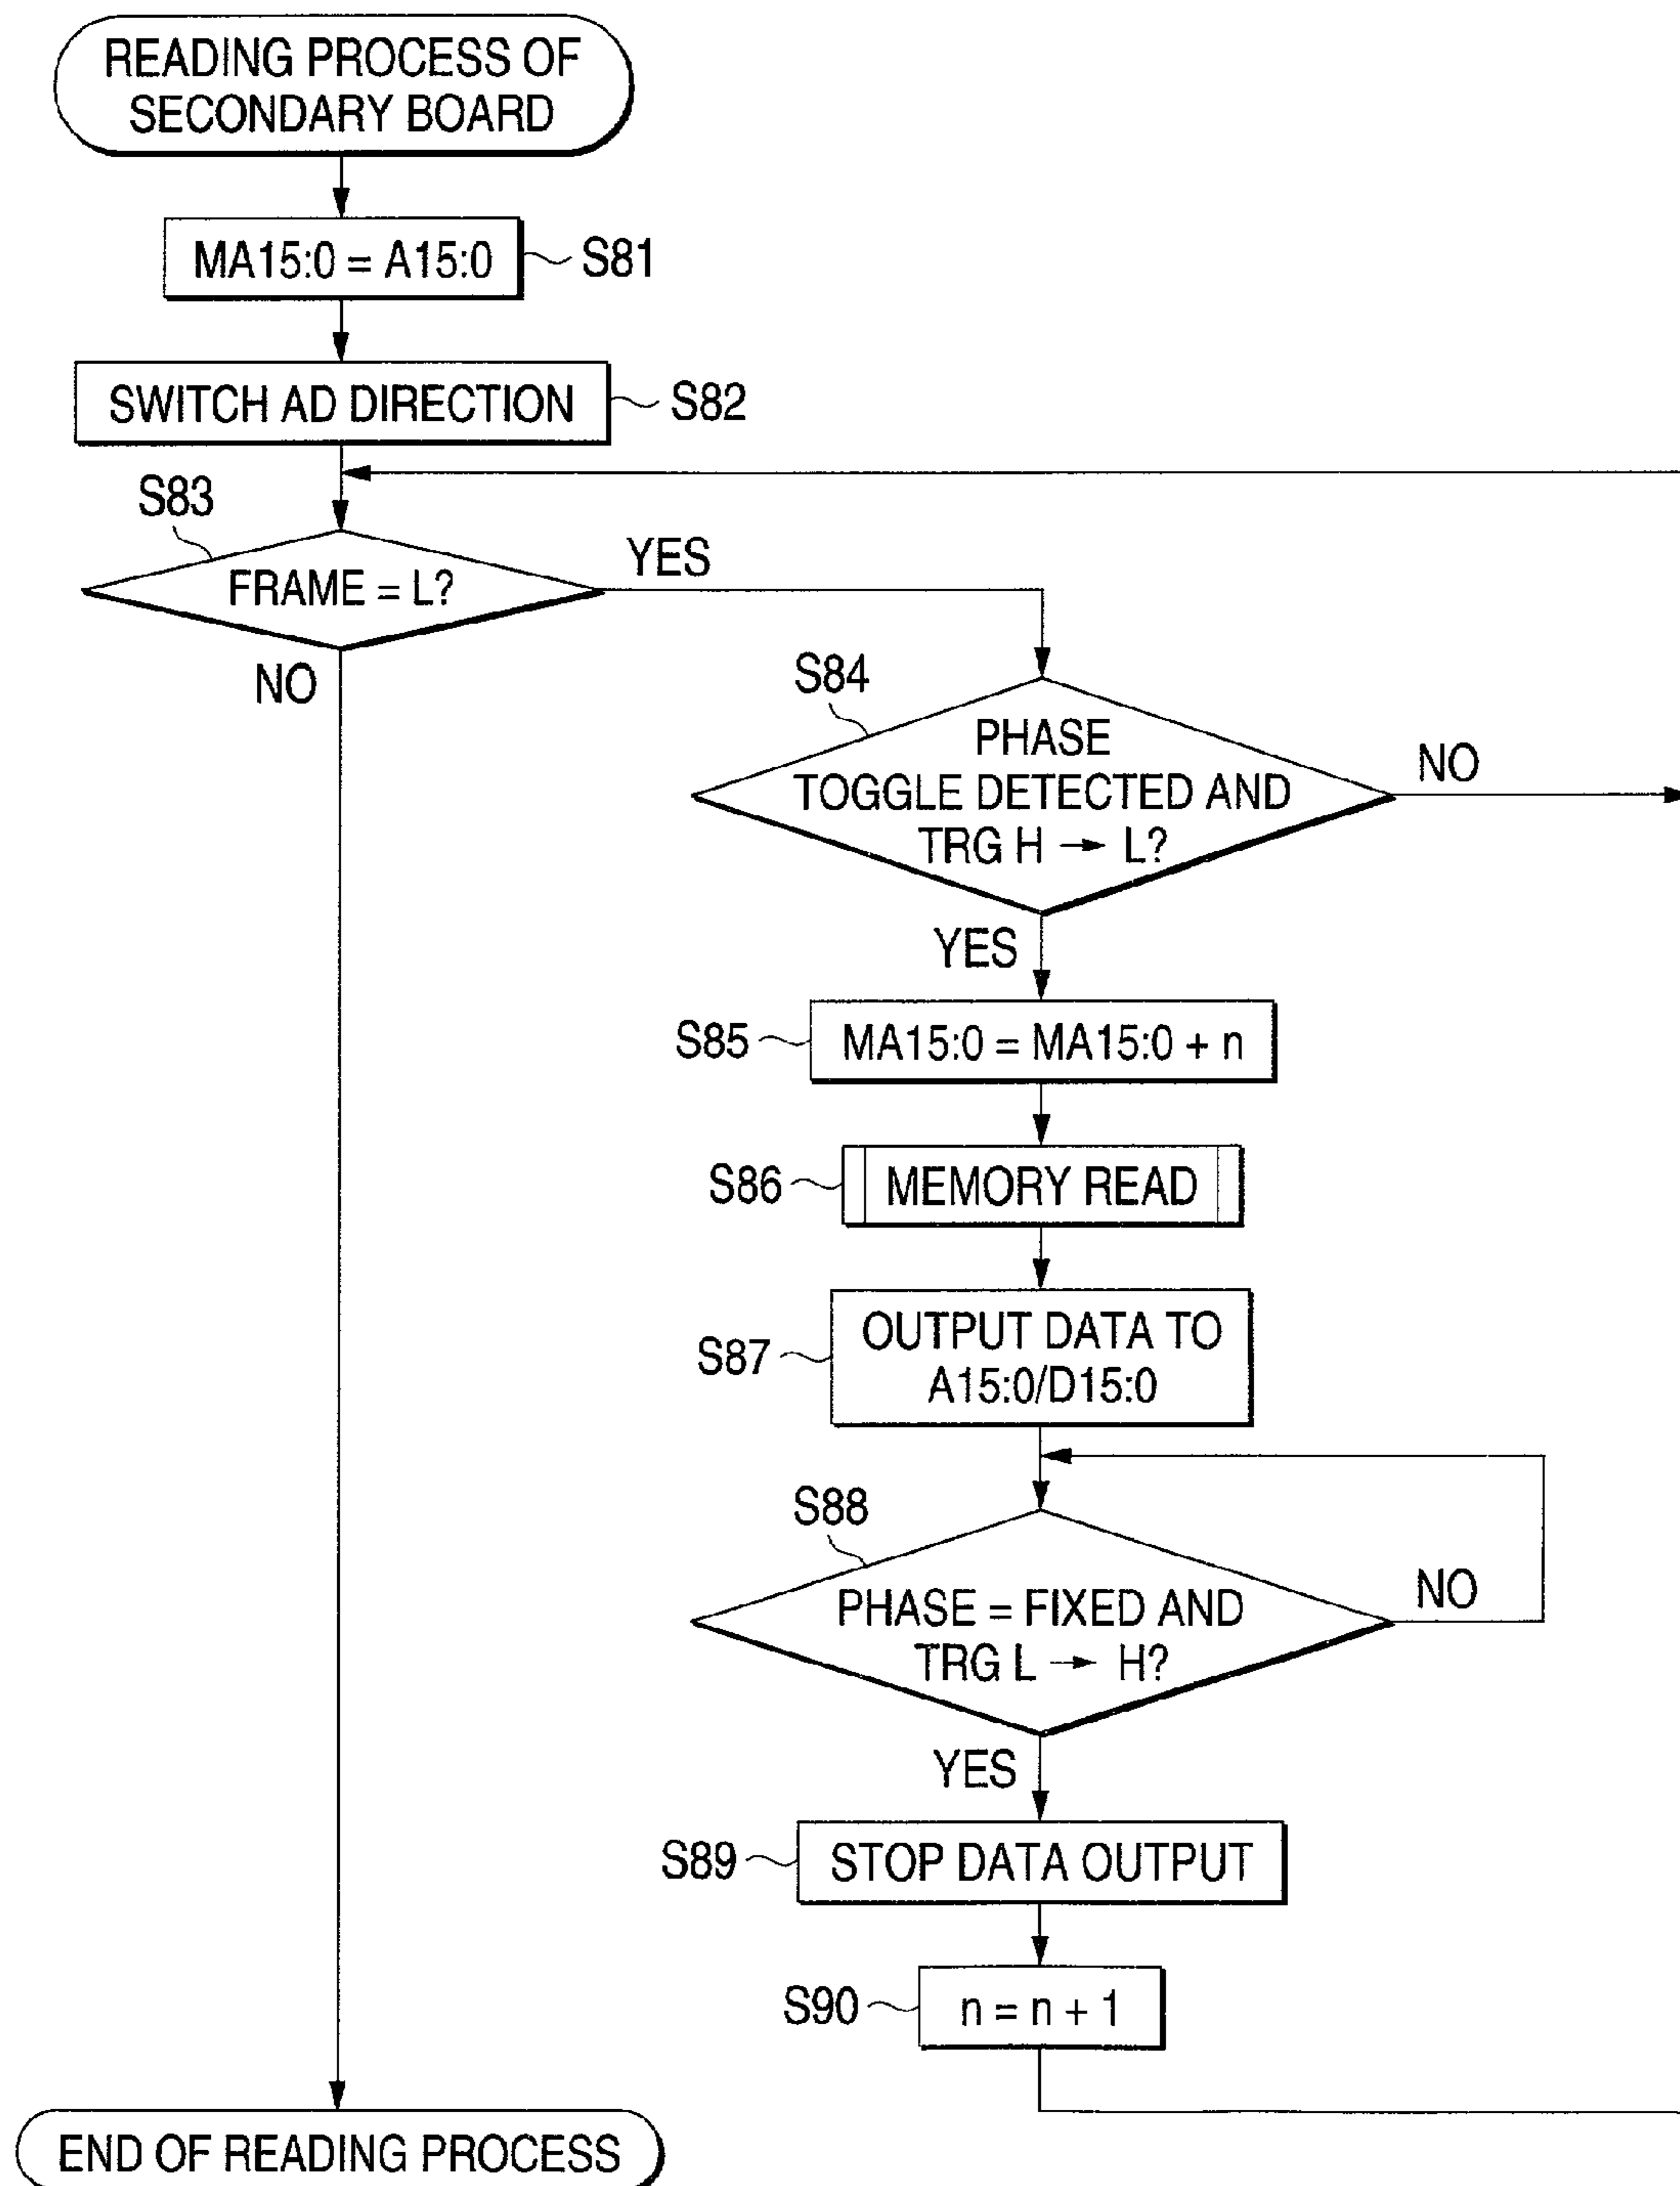 READING PROCESS OF
SECONDARY BOARD
MA15:0 = A15:0
S81
SWITCH AD DIRECTION
S82
S83
FRAME = L?
YES
NO
S84
PHASE
TOGGLE DETECTED AND
TRG H → L?
NO
YES
S85
MA15:0 = MA15:0 + n
S86
MEMORY READ
S87
OUTPUT DATA TO
A15:0/D15:0
S88
PHASE = FIXED AND
TRG L → H?
NO
YES
S89
STOP DATA OUTPUT
S90
n = n + 1
END OF READING PROCESS